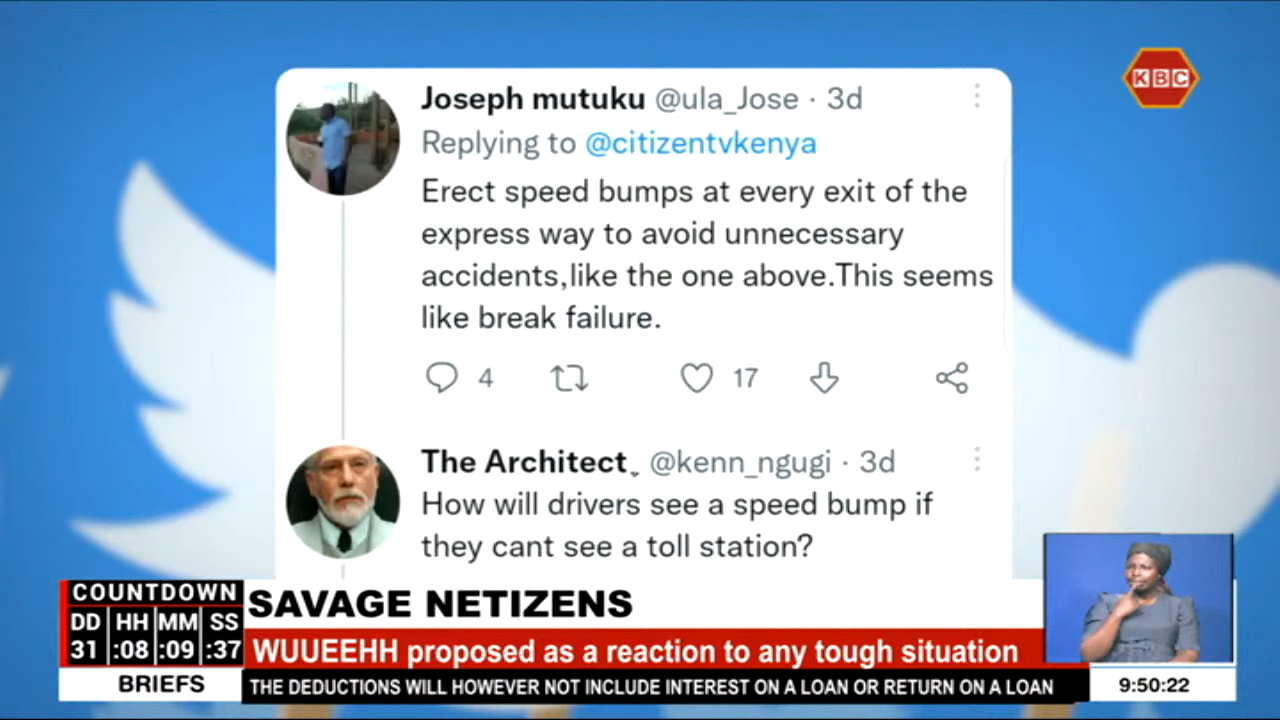 KBC
Joseph mutuku @ula_Jose · 3d
Replying to @citizentvkenya
Erect speed bumps at every exit of the
express way to avoid unnecessary
accidents,like the one above.This seems
like break failure.
4 17
The Architect. @kenn_ngugi · 3d
How will drivers see a speed bump if
they cant see a toll station?
COUNTDOWN
DD HH MM SS
31 :08 :09 :37
SAVAGE NETIZENS
WUUEEHH proposed as a reaction to any tough situation
BRIEFS
THE DEDUCTIONS WILL HOWEVER NOT INCLUDE INTEREST ON A LOAN OR RETURN ON A LOAN
9:50:22